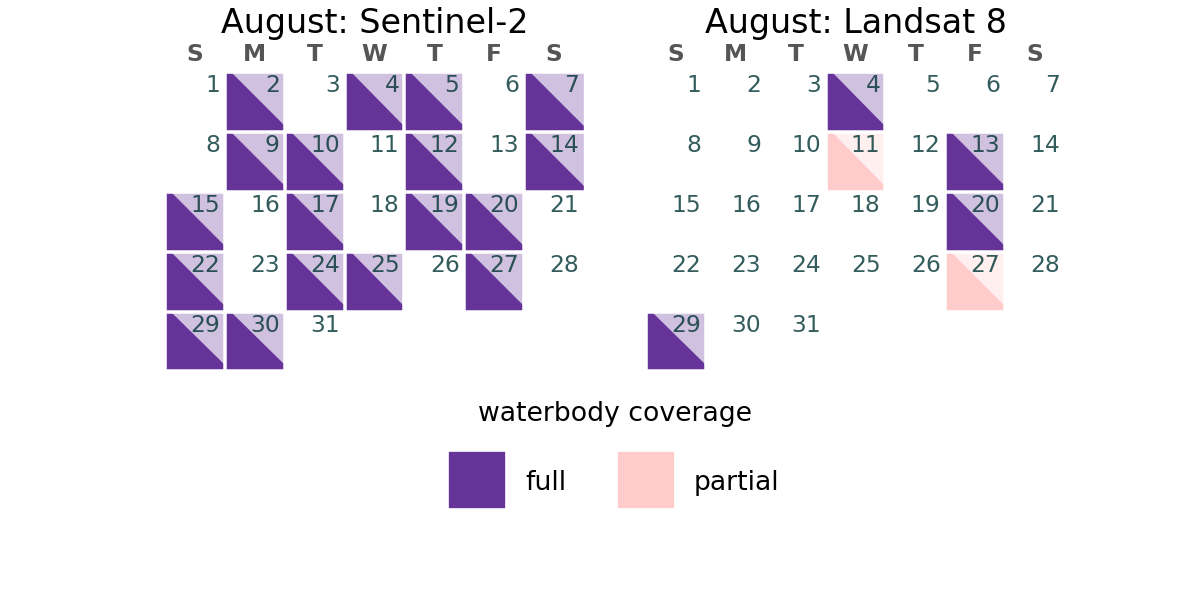 August: Sentinel-2
S M T W T F S
1 2 3 4 5 6 7
8 9 10 11 12 13 14
15 16 17 18 19 20 21
22 23 24 25 26 27 28
29 30 31
August: Landsat 8
S M T W T F S
1 2 3 4 5 6 7
8 9 10 11 12 13 14
15 16 17 18 19 20 21
22 23 24 25 26 27 28
29 30 31
waterbody coverage
full partial